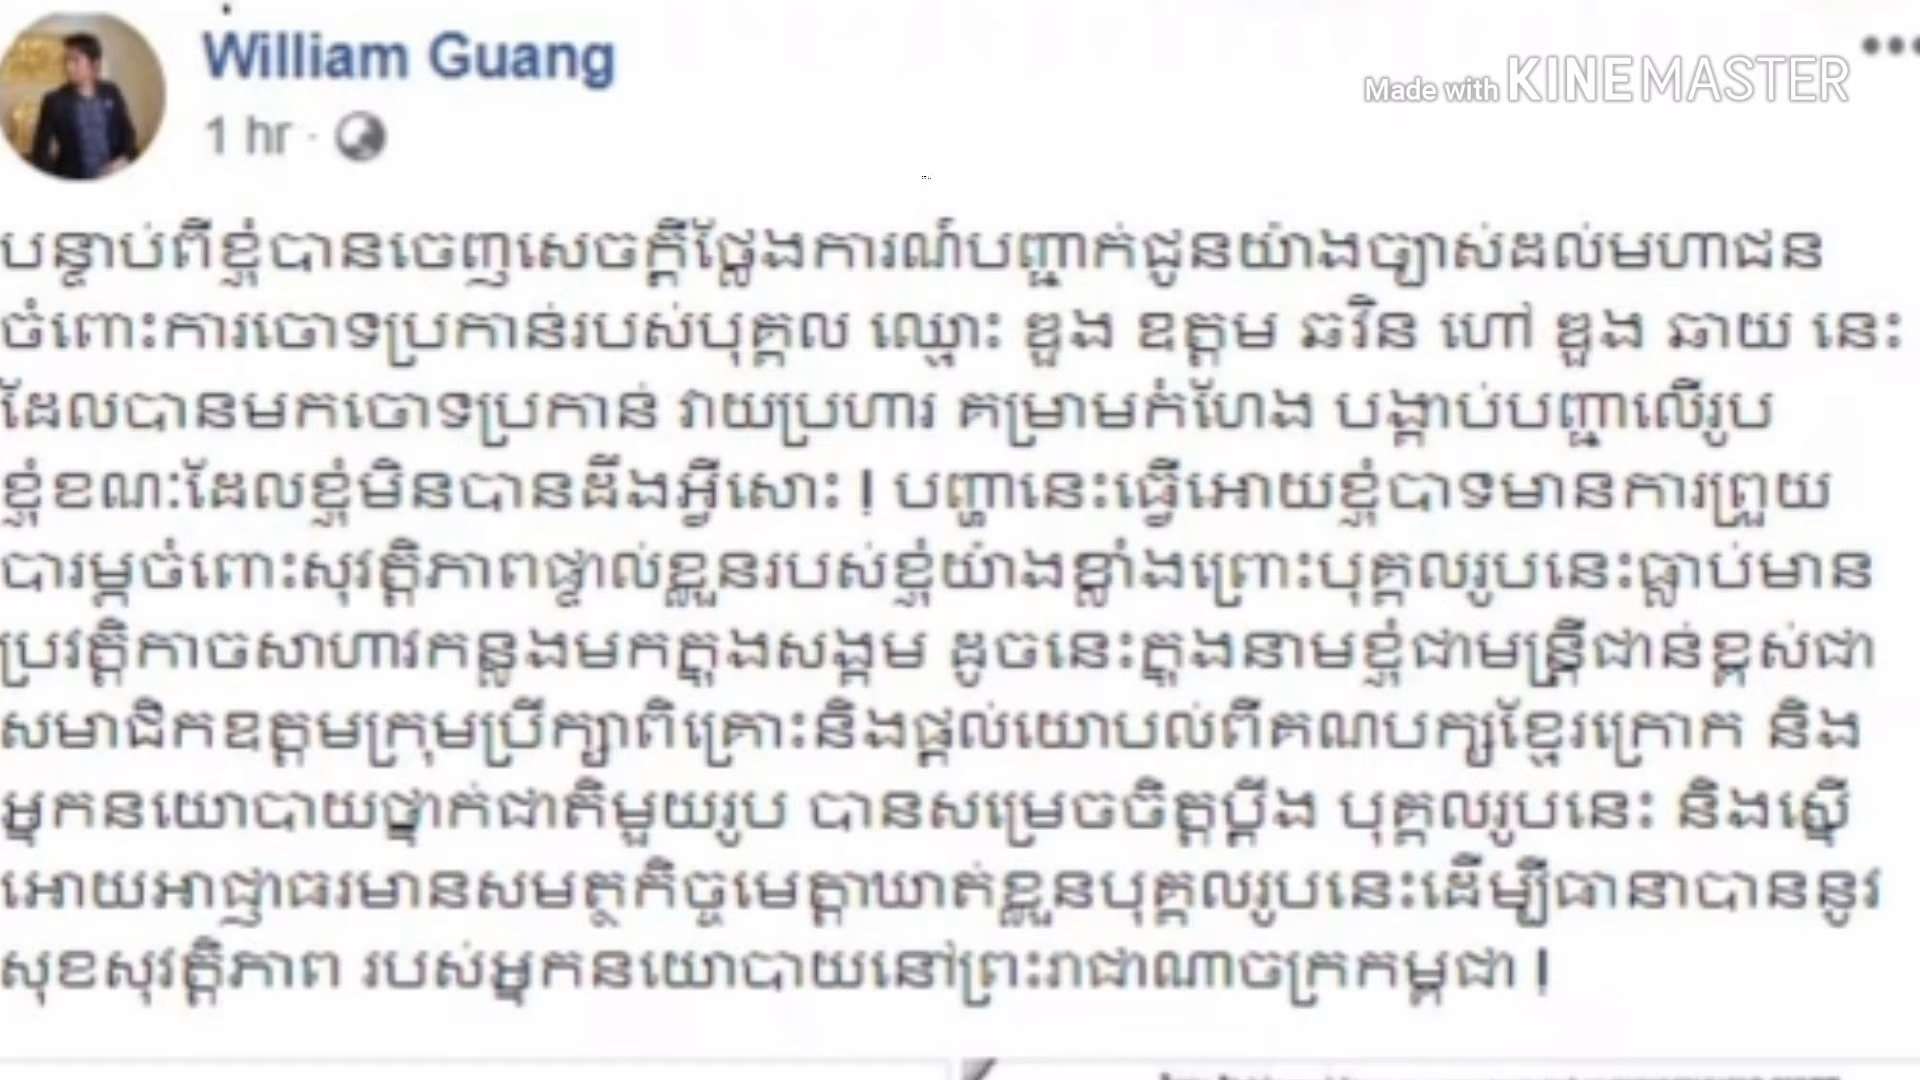 William Guang
1 hr ·
Made with KINEMASTER
បន្ទាប់ពីខ្ញុំបានចេញសេចក្តីថ្លែងការណ៍បញ្ជាក់ជូនយ៉ាងច្បាស់ដល់មហាជន
ចំពោះការចោទប្រកាន់របស់បុគ្គល ឈ្មោះ ឌួង ឧត្តម ឆវិន ហៅ ឌួង ឆាយ នេះ
ដែលបានមកចោទប្រកាន់ វាយប្រហារ គម្រាមកំហែង បង្គាប់បញ្ជាលើរូប
ខ្ញុំខណៈដែលខ្ញុំមិនបានដឹងអ្វីសោះ ! បញ្ហានេះធ្វើអោយខ្ញុំបាទមានការព្រួយ
បារម្ភចំពោះសុវត្តិភាពផ្ទាល់ខ្លួនរបស់ខ្ញុំយ៉ាងខ្លាំងព្រោះបុគ្គលរូបនេះធ្លាប់មាន
ប្រវត្តិកាចសាហាវកន្លងមកក្នុងសង្គម ដូចនេះក្នុងនាមខ្ញុំជាមន្ត្រីជាន់ខ្ពស់ជា
សមាជិកឧត្តមក្រុមប្រឹក្សាពិគ្រោះនិងផ្តល់យោបល់ពីគណបក្សខ្មែរក្រោក និង
អ្នកនយោបាយថ្នាក់ជាតិមួយរូប បានសម្រេចចិត្តប្តឹង បុគ្គលរូបនេះ និងស្នើ
អោយអាជ្ញាធរមានសមត្ថកិច្ចមេត្តាឃាត់ខ្លួនបុគ្គលរូបនេះដើម្បីធានាបាននូវ
សុខសុវត្តិភាព របស់អ្នកនយោបាយនៅព្រះរាជាណាចក្រកម្ពុជា !